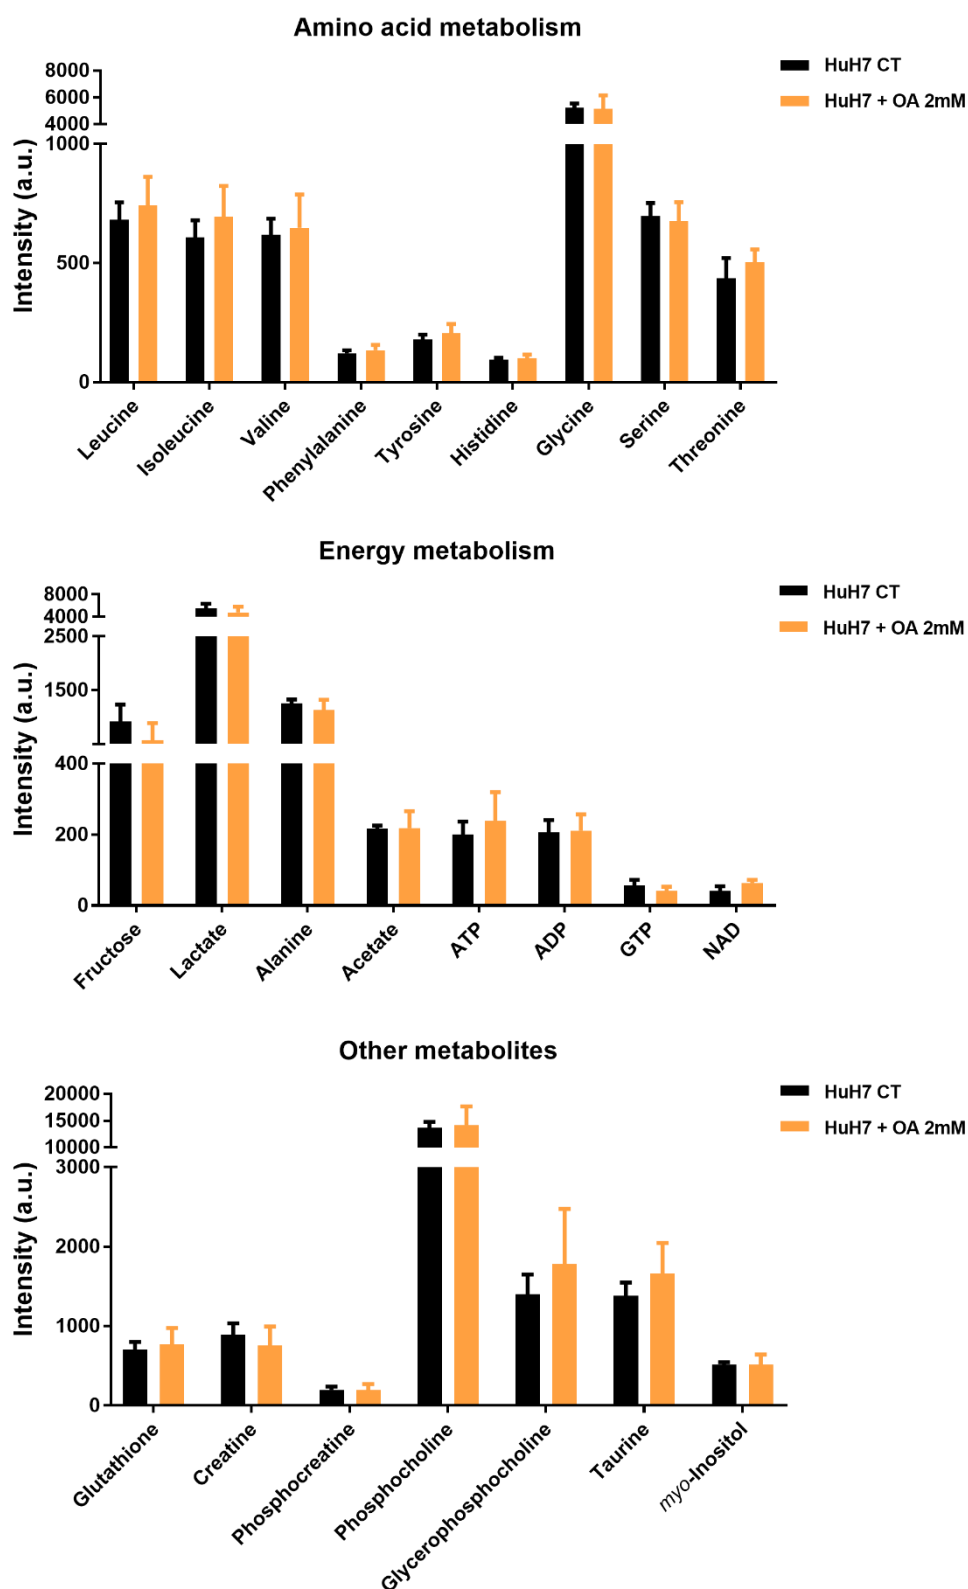 Amino acid metabolism
HuH7 CT
HuH7 + OA 2mM
Intensity (a.u.)
8000
6000
4000
1000
500
0
Leucine
Isoleucine
Valine
Phenylalanine
Tyrosine
Histidine
Glycine
Serine
Threonine
Energy metabolism
HuH7 CT
HuH7 + OA 2mM
Intensity (a.u.)
8000
4000
2500
1500
400
200
0
Fructose
Lactate
Alanine
Acetate
ATP
ADP
GTP
NAD
Other metabolites
HuH7 CT
HuH7 + OA 2mM
Intensity (a.u.)
20000
15000
10000
3000
2000
1000
0
Glutathione
Creatine
Phosphocreatine
Phosphocholine
Glycerophosphocholine
Taurine
myo-Inositol